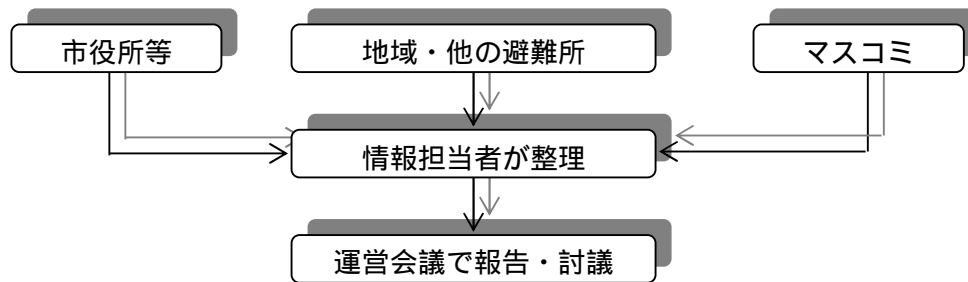 市役所等
地域・他の避難所
マスコミ
情報担当者が整理
運営会議で報告・討議